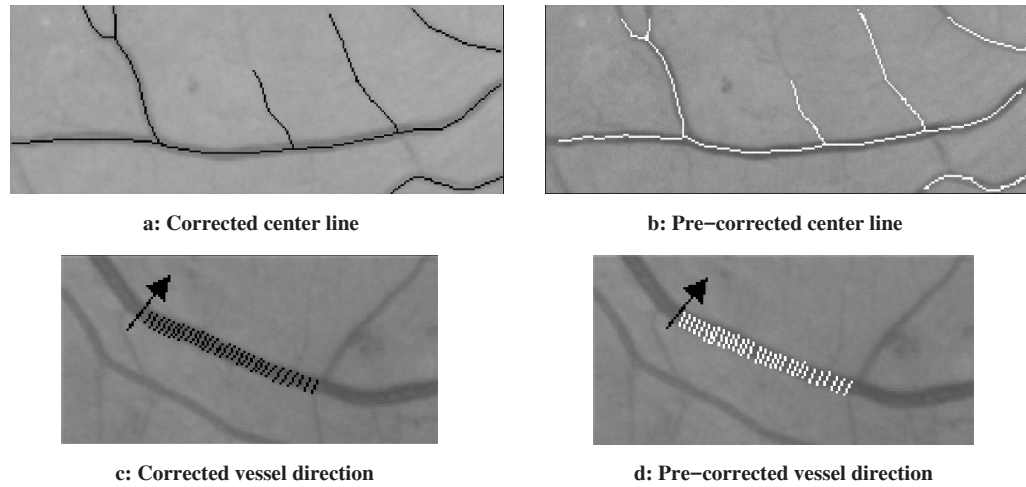 a: Corrected center line
b: Pre−corrected center line
c: Corrected vessel direction
d: Pre−corrected vessel direction